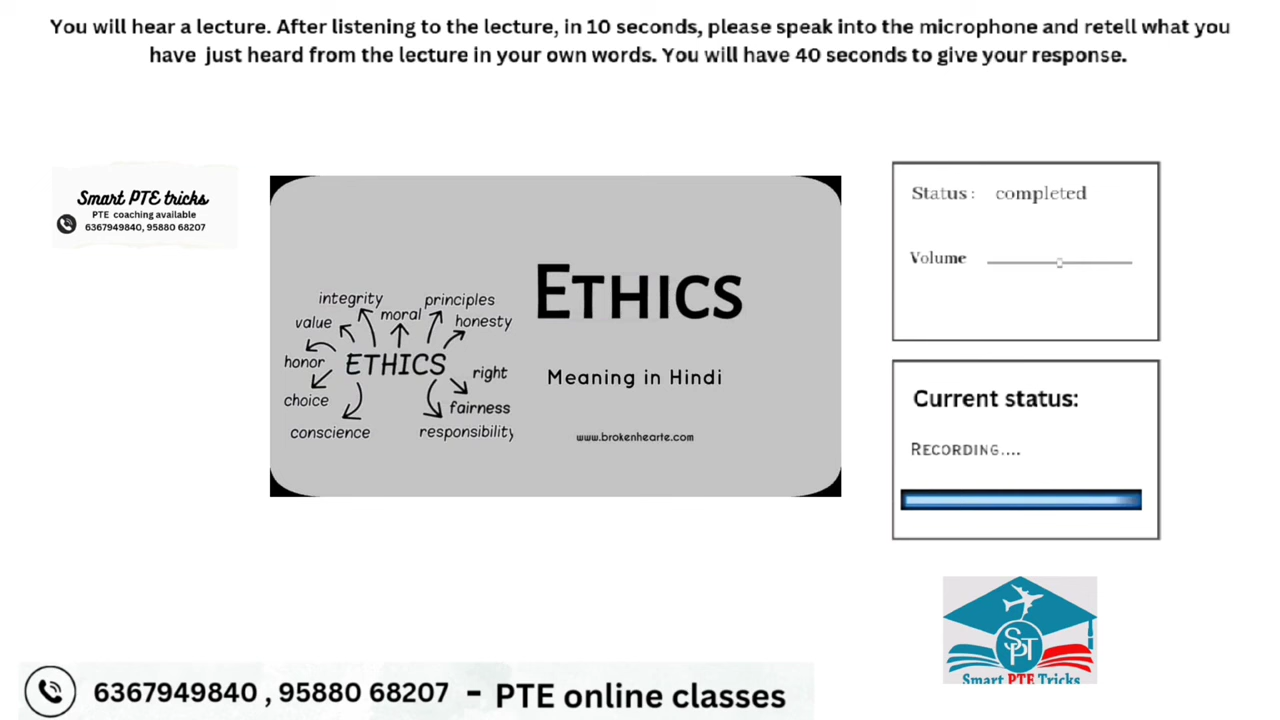 You will hear a lecture. After listening to the lecture, in 10 seconds, please speak into the microphone and retell what you
have just heard from the lecture in your own words. You will have 40 seconds to give your response.
Smart PTE tricks
PTE coaching available
6367949840, 95880 68207
integrity
principles
value
moral
honesty
honor
ETHICS
right
choice
fairness
conscience
responsibility
ETHICS
Meaning in Hindi
www.brokenhearte.com
Status: completed
Volume
Current status:
RECORDING....
SPT
Smart PTE Tricks
6367949840 , 95880 68207 - PTE online classes